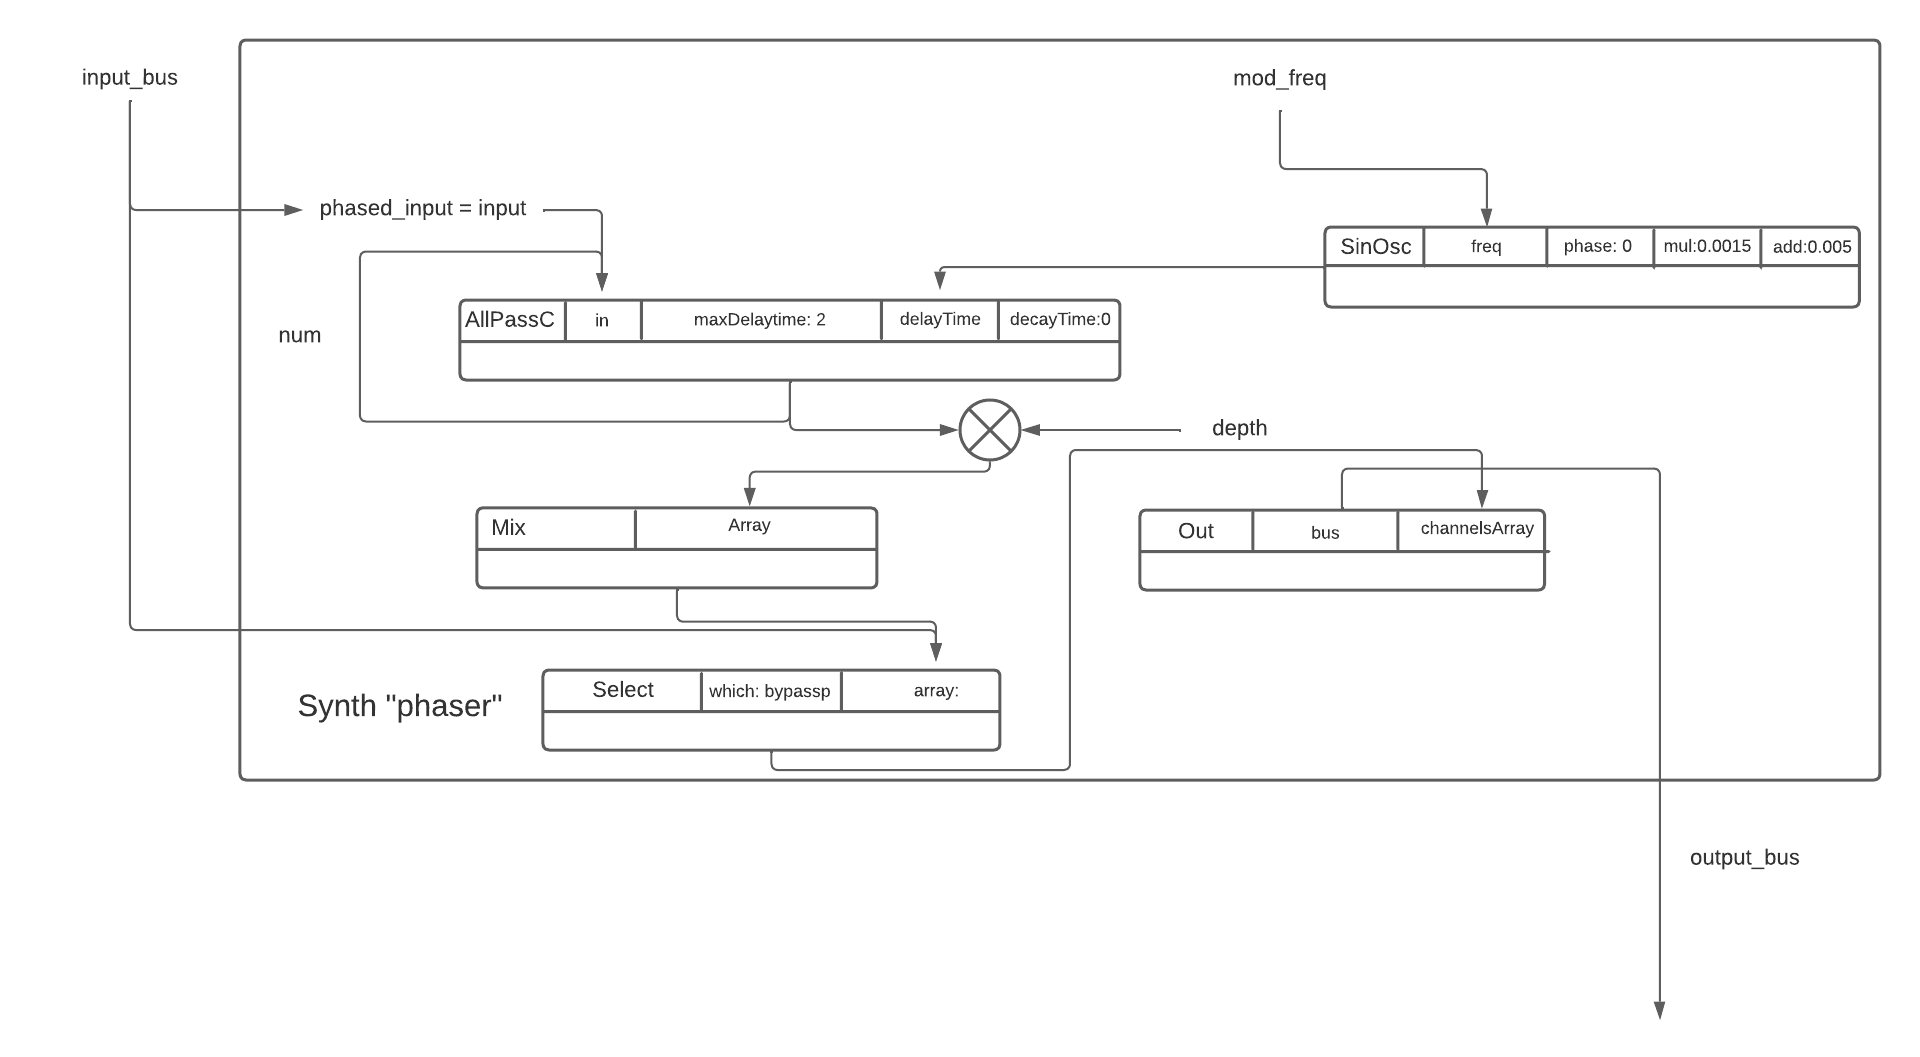 input_bus
mod_freq
phased_input = input
SinOsc
freq
phase: 0
mul:0.0015
add:0.005
AllPassC
in
maxDelaytime: 2
delayTime
decayTime:0
num
depth
Mix
Array
Out
bus
channelsArray
Select
which: bypassp
array:
Synth "phaser"
output_bus